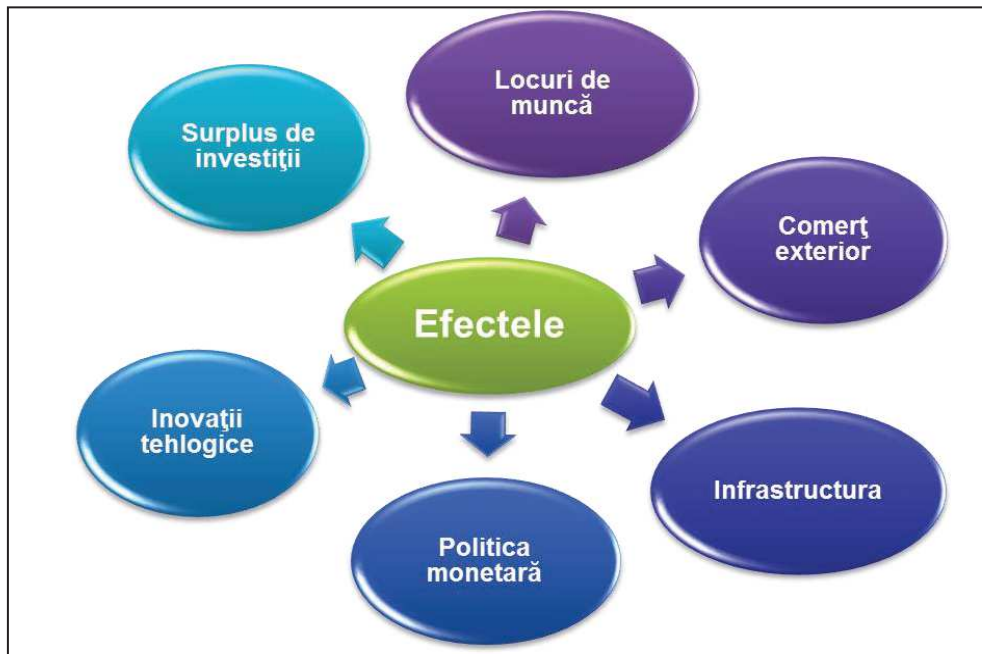 Locuri de
muncă
Surplus de
investiţii
Comerţ
exterior
Efectele
Inovaţii
tehlogice
Infrastructura
Politica
monetară